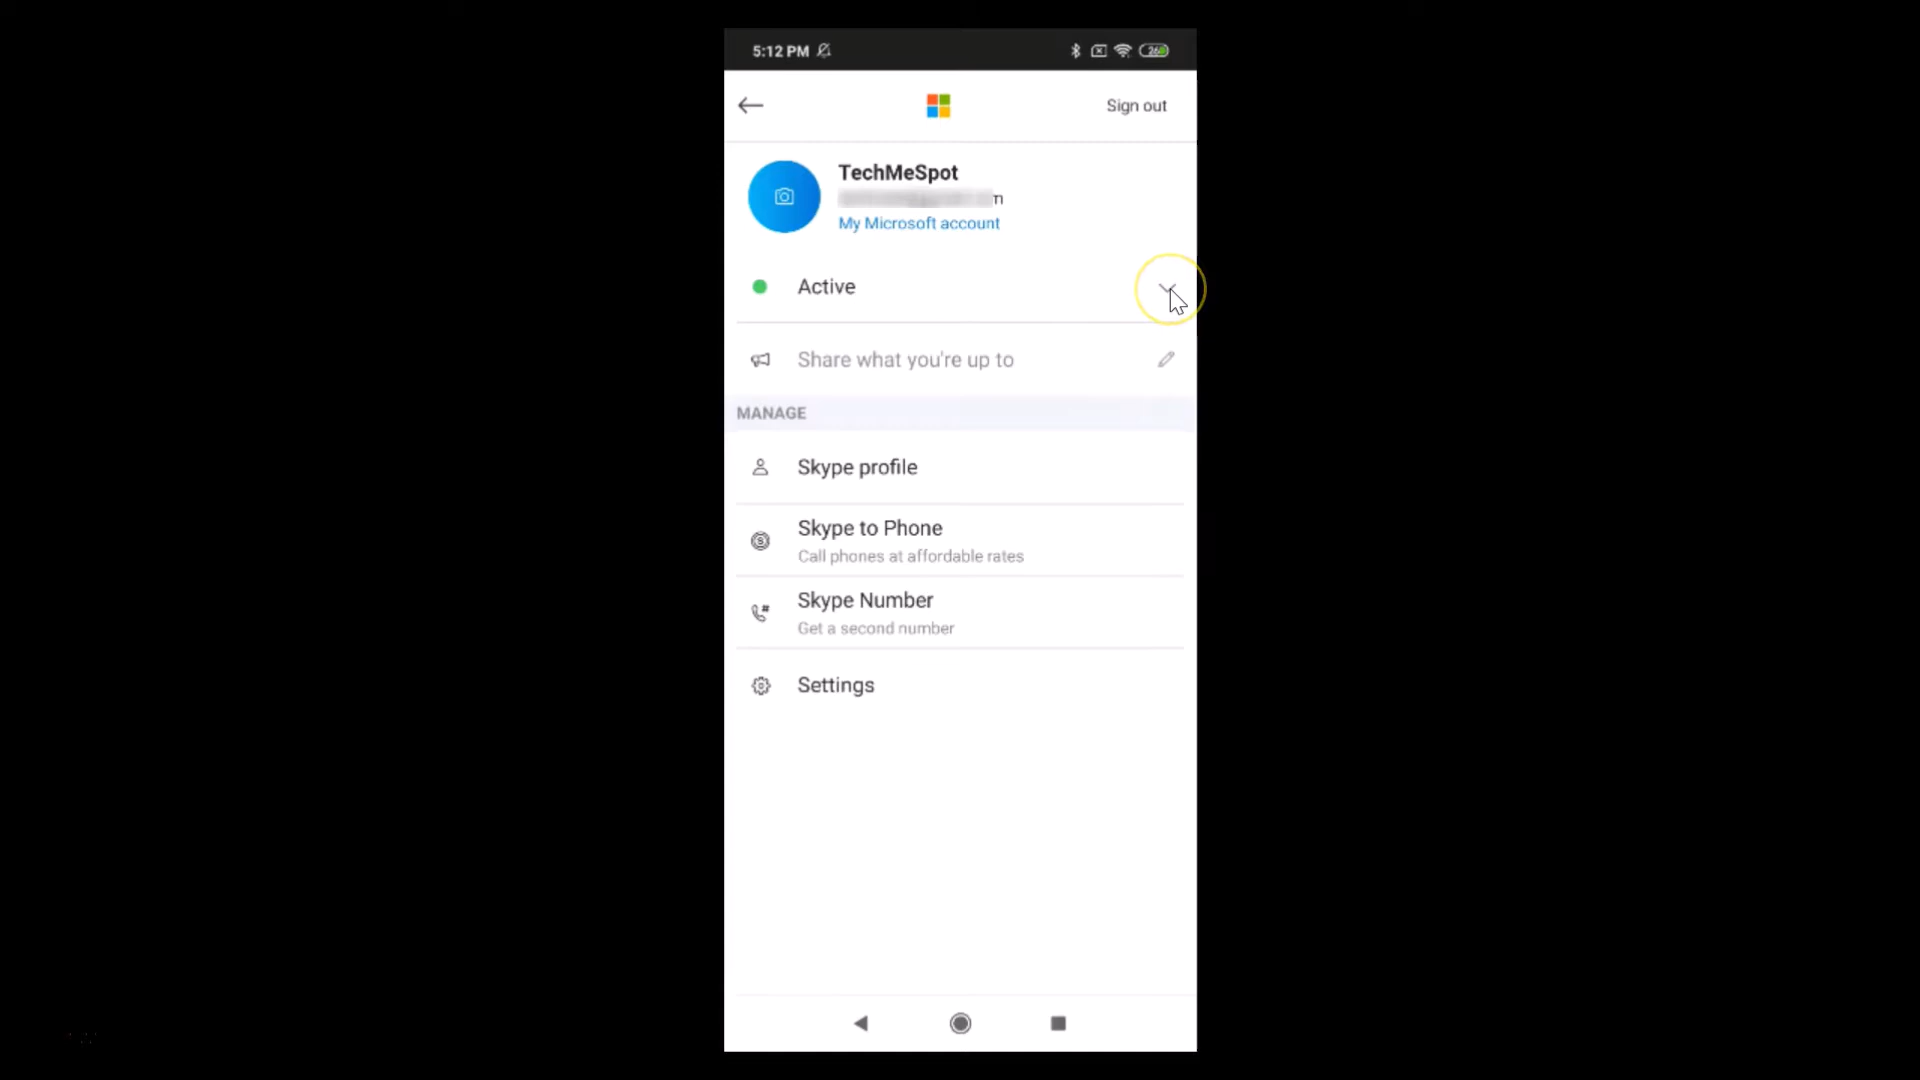 5:12 PM
26
Sign out
TechMeSpot
m
My Microsoft account
Active
Share what you're up to
MANAGE
Skype profile
Skype to Phone
Call phones at affordable rates
Skype Number
Get a second number
Settings